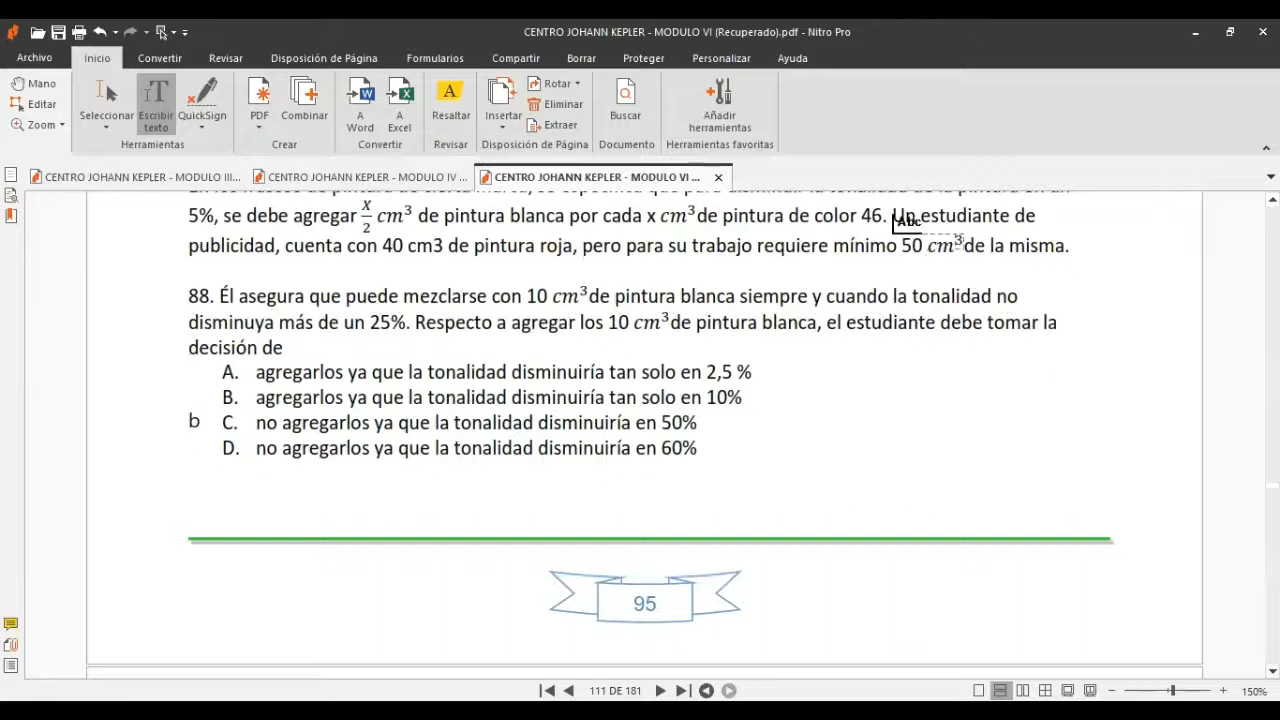 CENTRO JOHANN KEPLER - MODULO VI (Recuperado).pdf - Nitro Pro
Archivo Inicio Convertir Revisar Disposición de Página Formularios Compartir Borrar Proteger Personalizar Ayuda
Mano
Editar
Zoom
Seleccionar
Escribir texto
QuickSign
PDF
Combinar
A Word
A Excel
Resaltar
Insertar
Rotar
Eliminar
Extraer
Buscar
Añadir herramientas
Herramientas Crear Convertir Revisar Disposición de Página Documento Herramientas favoritas
CENTRO JOHANN KEPLER - MODULO III... CENTRO JOHANN KEPLER - MODULO IV ... CENTRO JOHANN KEPLER - MODULO VI ...
5%, se debe agregar x/2 cm³ de pintura blanca por cada x cm³ de pintura de color 46. Un estudiante de
Abc
publicidad, cuenta con 40 cm3 de pintura roja, pero para su trabajo requiere mínimo 50 cm³ de la misma.
88. Él asegura que puede mezclarse con 10 cm³ de pintura blanca siempre y cuando la tonalidad no
disminuya más de un 25%. Respecto a agregar los 10 cm³ de pintura blanca, el estudiante debe tomar la
decisión de
A. agregarlos ya que la tonalidad disminuiría tan solo en 2,5 %
B. agregarlos ya que la tonalidad disminuiría tan solo en 10%
b C. no agregarlos ya que la tonalidad disminuiría en 50%
D. no agregarlos ya que la tonalidad disminuiría en 60%
95
111 DE 181
150%